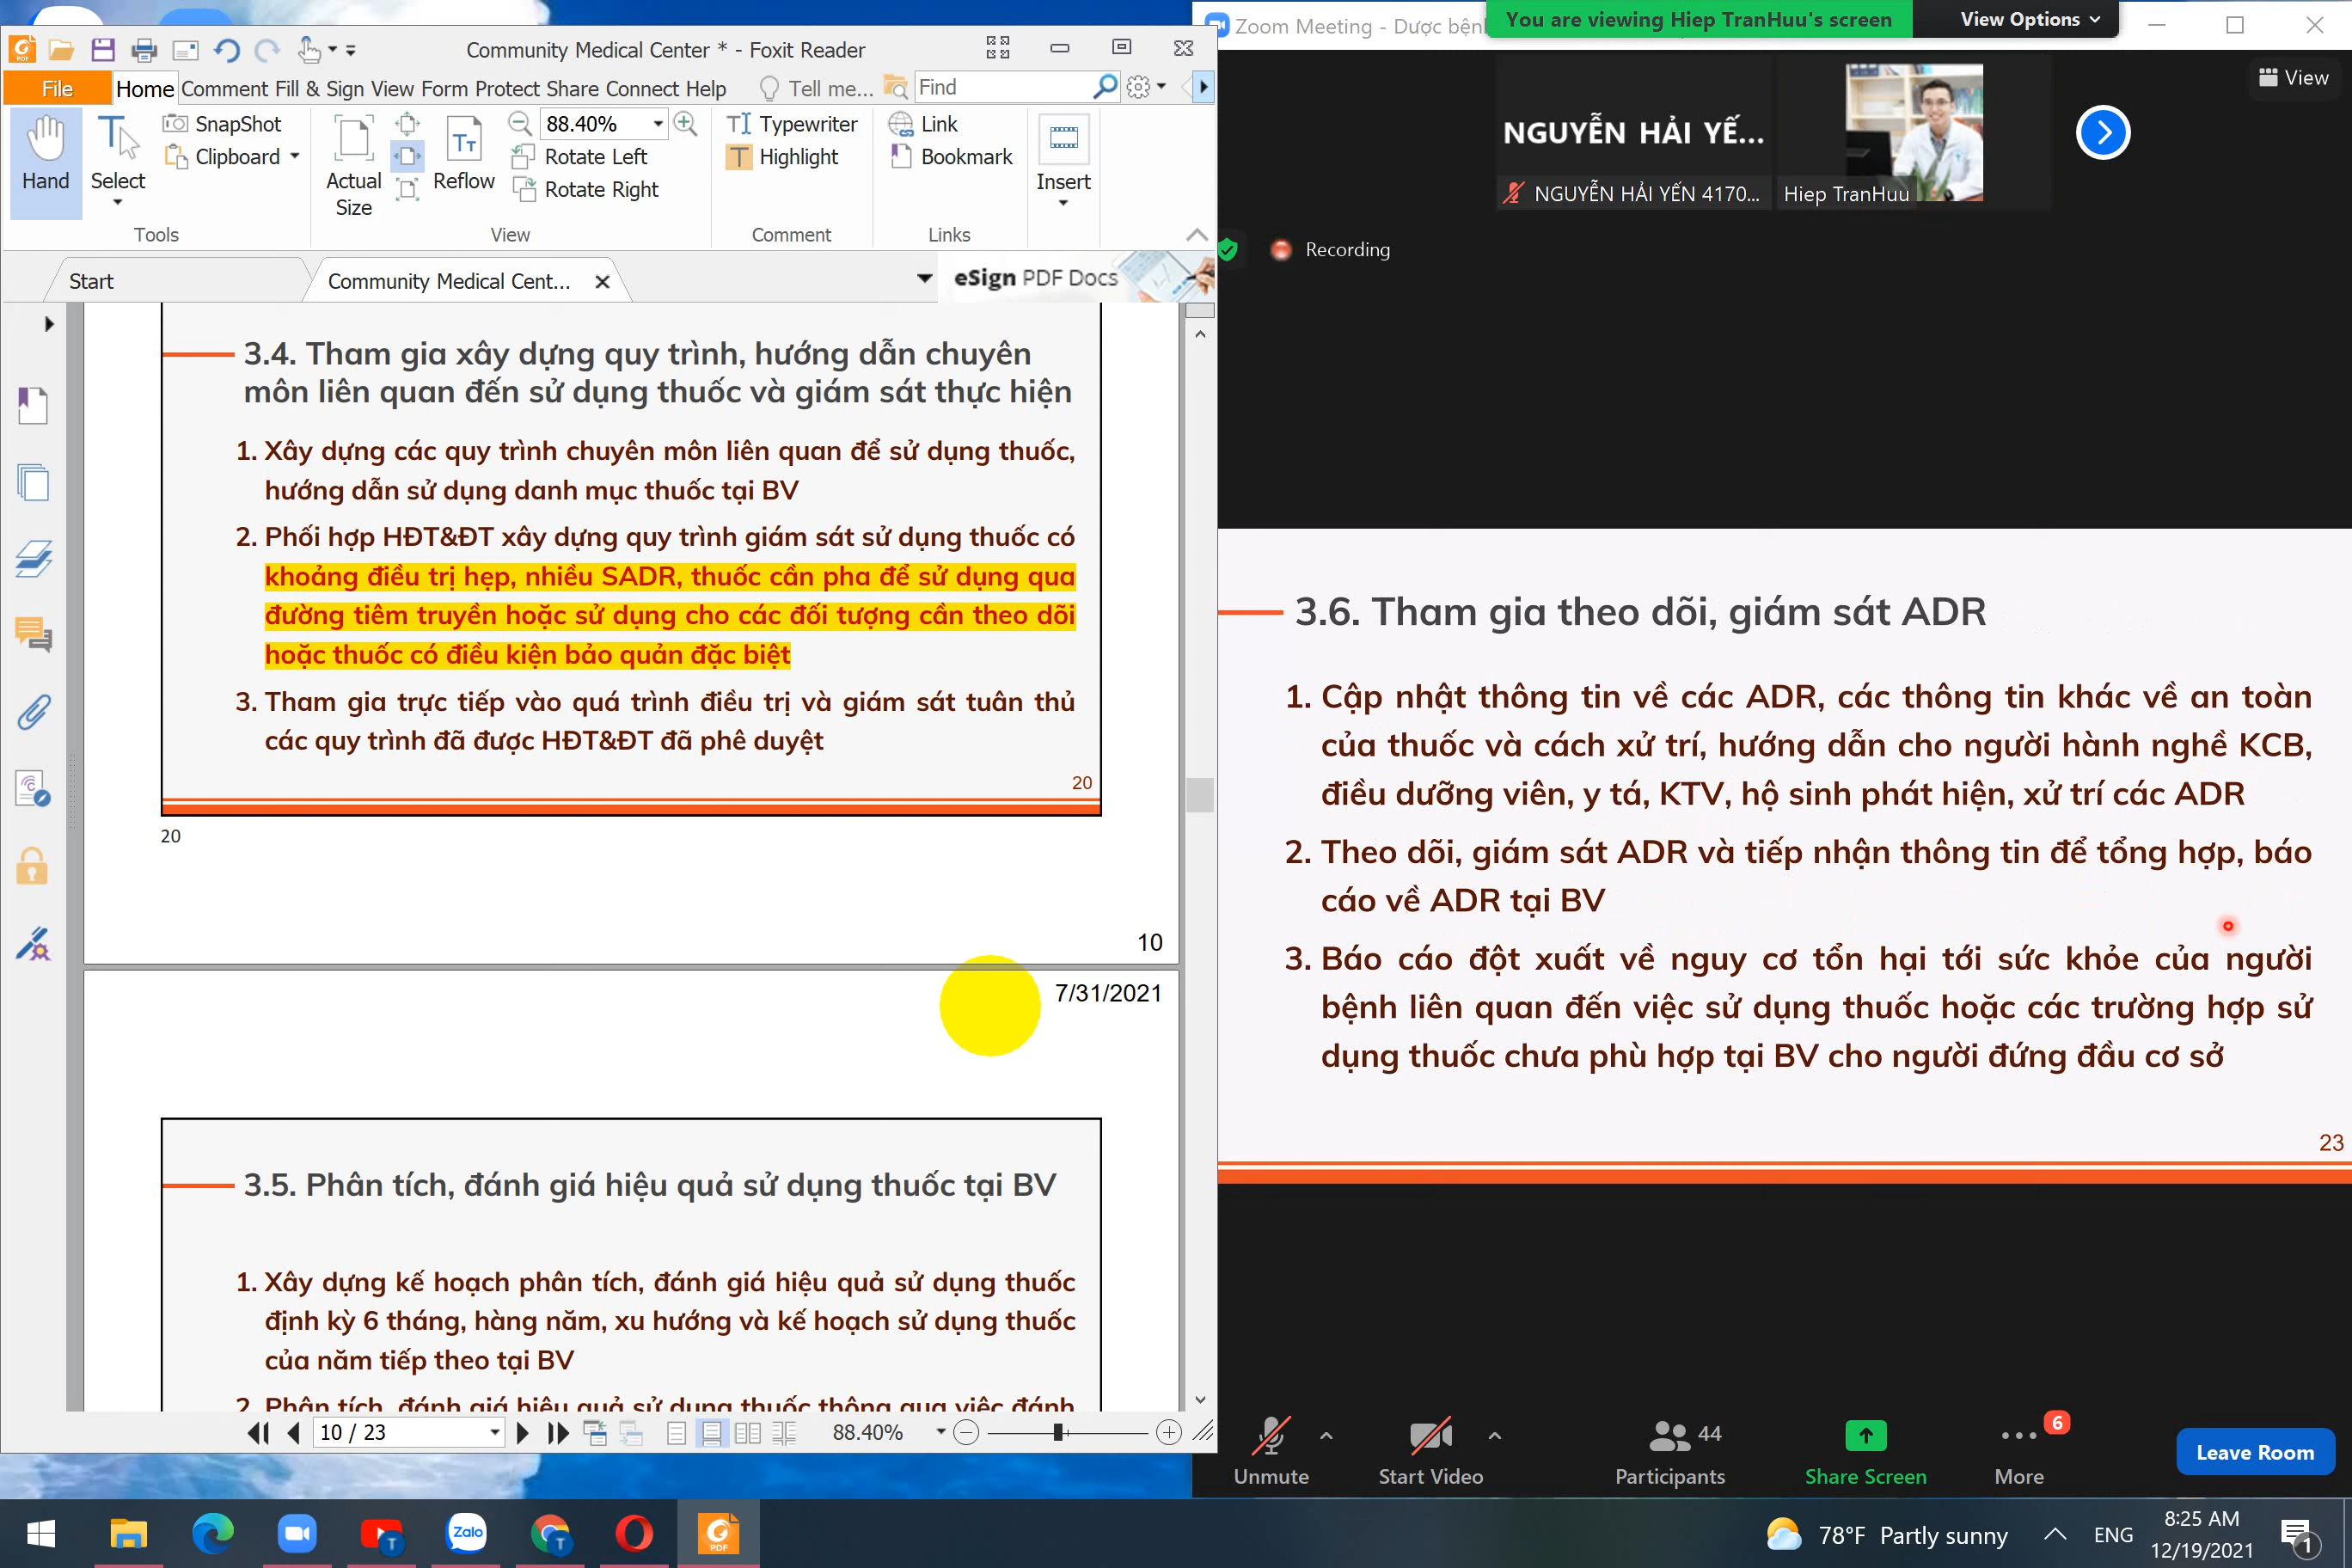 Community Medical Center * - Foxit Reader
File Home Comment Fill & Sign View Form Protect Share Connect Help Tell me... Find
Hand
Select
SnapShot
Clipboard
Tools
Actual Size
Reflow
88.40%
Rotate Left
Rotate Right
View
Typewriter
Highlight
Comment
Link
Bookmark
Links
Insert
Start
Community Medical Cent...
eSign PDF Docs
3.4. Tham gia xây dựng quy trình, hướng dẫn chuyên
môn liên quan đến sử dụng thuốc và giám sát thực hiện
1. Xây dựng các quy trình chuyên môn liên quan để sử dụng thuốc,
hướng dẫn sử dụng danh mục thuốc tại BV
2. Phối hợp HĐT&ĐT xây dựng quy trình giám sát sử dụng thuốc có
khoảng điều trị hẹp, nhiều SADR, thuốc cần pha để sử dụng qua
đường tiêm truyền hoặc sử dụng cho các đối tượng cần theo dõi
hoặc thuốc có điều kiện bảo quản đặc biệt
3. Tham gia trực tiếp vào quá trình điều trị và giám sát tuân thủ
các quy trình đã được HĐT&ĐT đã phê duyệt
20
20
10
7/31/2021
3.5. Phân tích, đánh giá hiệu quả sử dụng thuốc tại BV
1. Xây dựng kế hoạch phân tích, đánh giá hiệu quả sử dụng thuốc
định kỳ 6 tháng, hàng năm, xu hướng và kế hoạch sử dụng thuốc
của năm tiếp theo tại BV
2. Phân tích, đánh giá hiệu quả sử dụng thuốc thông qua việc đánh
10 / 23
88.40%
Zoom Meeting - Dược bện
You are viewing Hiep TranHuu's screen
View Options
View
NGUYỄN HẢI YẾ...
NGUYỄN HẢI YẾN 4170...
Hiep TranHuu
Recording
3.6. Tham gia theo dõi, giám sát ADR
1. Cập nhật thông tin về các ADR, các thông tin khác về an toàn
của thuốc và cách xử trí, hướng dẫn cho người hành nghề KCB,
điều dưỡng viên, y tá, KTV, hộ sinh phát hiện, xử trí các ADR
2. Theo dõi, giám sát ADR và tiếp nhận thông tin để tổng hợp, báo
cáo về ADR tại BV
3. Báo cáo đột xuất về nguy cơ tổn hại tới sức khỏe của người
bệnh liên quan đến việc sử dụng thuốc hoặc các trường hợp sử
dụng thuốc chưa phù hợp tại BV cho người đứng đầu cơ sở
23
Unmute
Start Video
44
Participants
Share Screen
6
More
Leave Room
Zalo
T
T
PDF
78°F Partly sunny
ENG
8:25 AM
12/19/2021
1